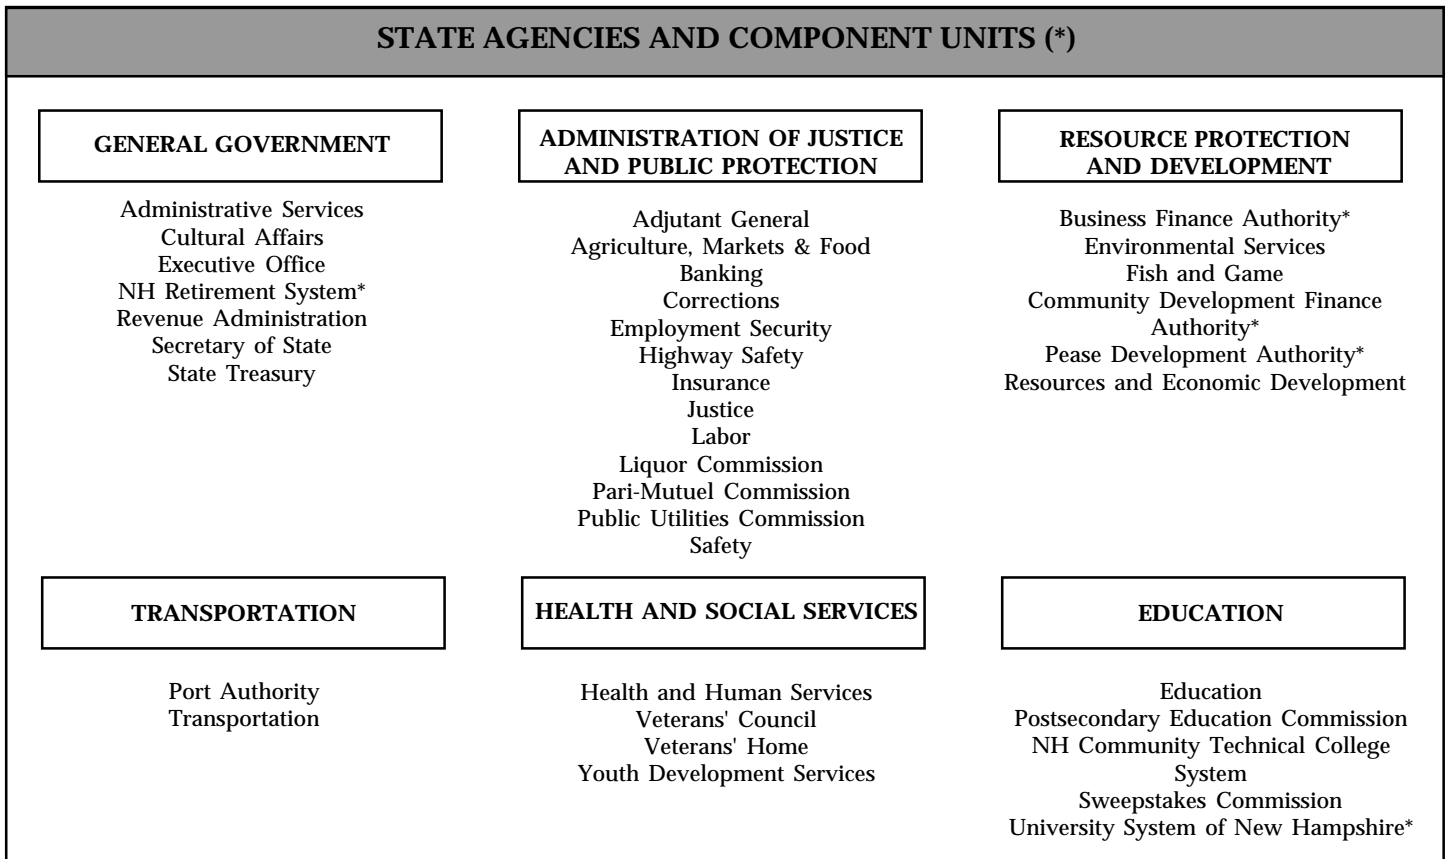 STATE AGENCIES AND COMPONENT UNITS (*)
GENERAL GOVERNMENT
Administrative Services
Cultural Affairs
Executive Office
NH Retirement System*
Revenue Administration
Secretary of State
State Treasury
ADMINISTRATION OF JUSTICE
AND PUBLIC PROTECTION
Adjutant General
Agriculture, Markets & Food
Banking
Corrections
Employment Security
Highway Safety
Insurance
Justice
Labor
Liquor Commission
Pari-Mutuel Commission
Public Utilities Commission
Safety
RESOURCE PROTECTION
AND DEVELOPMENT
Business Finance Authority*
Environmental Services
Fish and Game
Community Development Finance
Authority*
Pease Development Authority*
Resources and Economic Development
TRANSPORTATION
Port Authority
Transportation
HEALTH AND SOCIAL SERVICES
Health and Human Services
Veterans' Council
Veterans' Home
Youth Development Services
EDUCATION
Education
Postsecondary Education Commission
NH Community Technical College
System
Sweepstakes Commission
University System of New Hampshire*